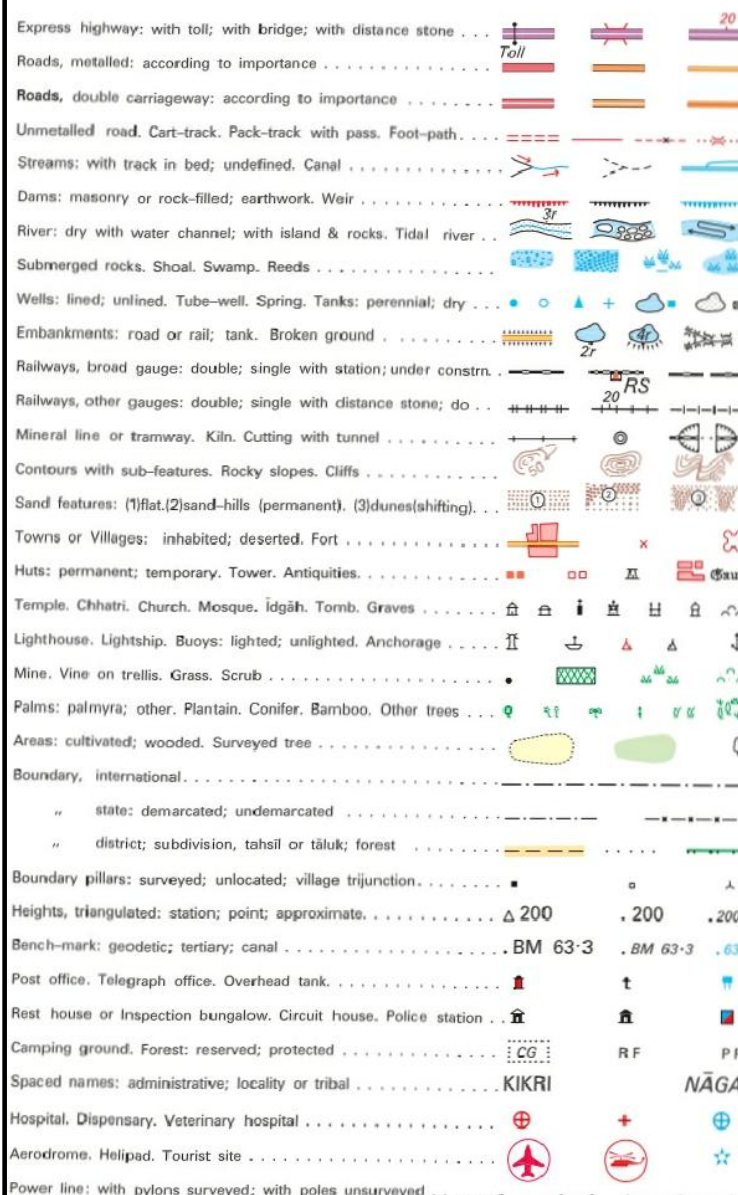 Express highway: with toll; with bridge; with distance stone . . . 20
Toll
Roads, metalled: according to importance . . . . . . . . . . . . . . .
Roads, double carriageway: according to importance . . . . . . . .
Unmetalled road. Cart-track. Pack-track with pass. Foot-path. . . .
Streams: with track in bed; undefined. Canal . . . . . . . . . . . . .
Dams: masonry or rock-filled; earthwork. Weir . . . . . . . . . . . .
3r
River: dry with water channel; with island & rocks. Tidal river . .
Submerged rocks. Shoal. Swamp. Reeds . . . . . . . . . . . . . . . .
Wells: lined; unlined. Tube-well. Spring. Tanks: perennial; dry . . .
Embankments: road or rail; tank. Broken ground . . . . . . . . . . 4r
2r
Railways, broad gauge: double; single with station; under constrn. . .
RS
Railways, other gauges: double; single with distance stone; do . . 20
Mineral line or tramway. Kiln. Cutting with tunnel . . . . . . . . .
Contours with sub-features. Rocky slopes. Cliffs . . . . . . . . . . . 50
Sand features: (1)flat.(2)sand-hills (permanent). (3)dunes(shifting). . . 1 2 3
Towns or Villages: inhabited; deserted. Fort . . . . . . . . . . . . .
Huts: permanent; temporary. Tower. Antiquities. . . . . . . . . . . .
Temple. Chhatri. Church. Mosque. Īdgāh. Tomb. Graves . . . . . . .
Lighthouse. Lightship. Buoys: lighted; unlighted. Anchorage . . . . .
Mine. Vine on trellis. Grass. Scrub . . . . . . . . . . . . . . . . . .
Palms: palmyra; other. Plantain. Conifer. Bamboo. Other trees . . .
Areas: cultivated; wooded. Surveyed tree . . . . . . . . . . . . . . .
Boundary, international. . . . . . . . . . . . . . . . . . . . . . . . . .
„ state: demarcated; undemarcated . . . . . . . . . . . . .
„ district; subdivision, tahsīl or tāluk; forest . . . . . . . .
Boundary pillars: surveyed; unlocated; village trijunction. . . . . . .
Heights, triangulated: station; point; approximate. . . . . . . . . . . 200 . 200 . 200
Bench-mark: geodetic; tertiary; canal . . . . . . . . . . . . . . . . . . BM 63·3 . BM 63·3 . 63
Post office. Telegraph office. Overhead tank. . . . . . . . . . . . . .
Rest house or Inspection bungalow. Circuit house. Police station . .
Camping ground. Forest: reserved; protected . . . . . . . . . . . . . CG RF PF
Spaced names: administrative; locality or tribal . . . . . . . . . . . . KIKRI NĀGA
Hospital. Dispensary. Veterinary hospital . . . . . . . . . . . . . . . .
Aerodrome. Helipad. Tourist site . . . . . . . . . . . . . . . . . . . . .
Power line: with pylons surveyed; with poles unsurveyed . . . .